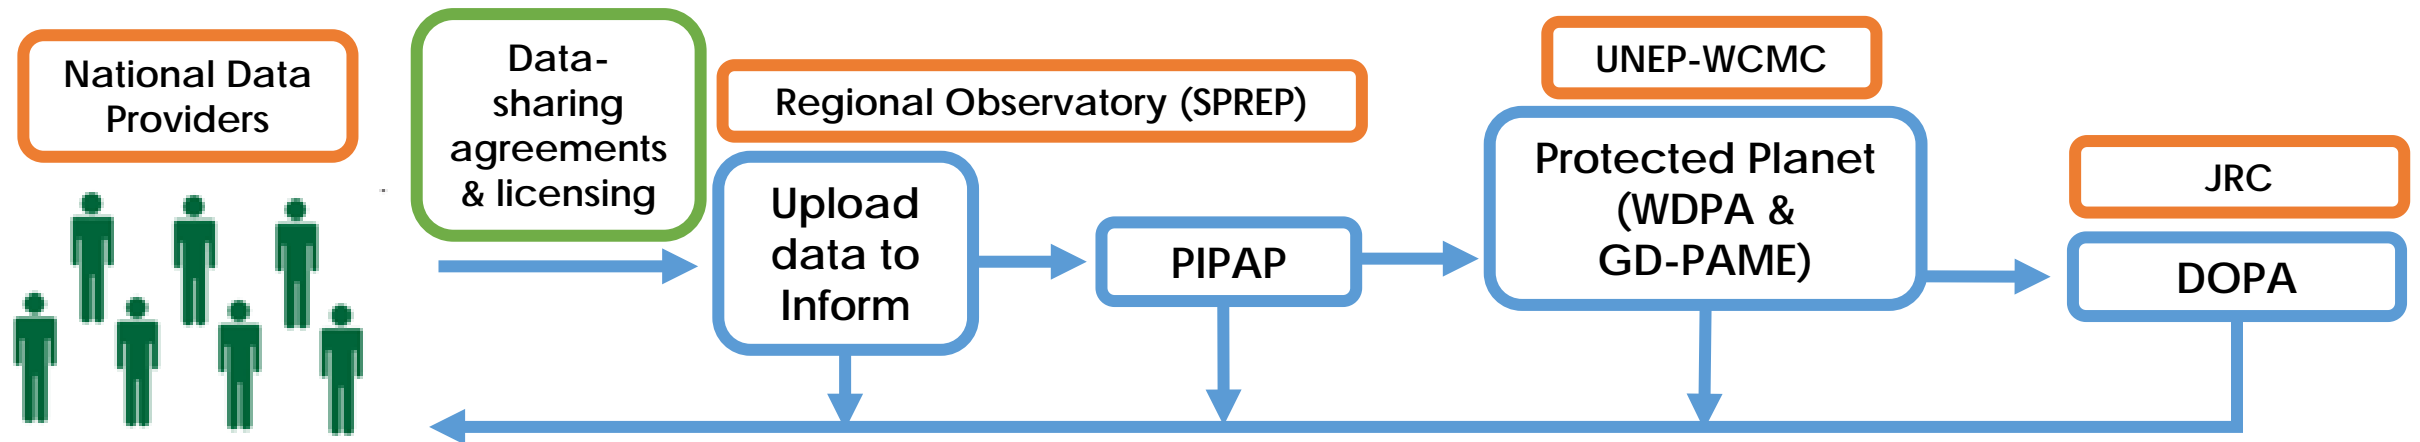 National Data
Providers
Data-
sharing
agreements
& licensing
Regional Observatory (SPREP)
Upload
data to
Inform
PIPAP
UNEP-WCMC
Protected Planet
(WDPA &
GD-PAME)
JRC
DOPA